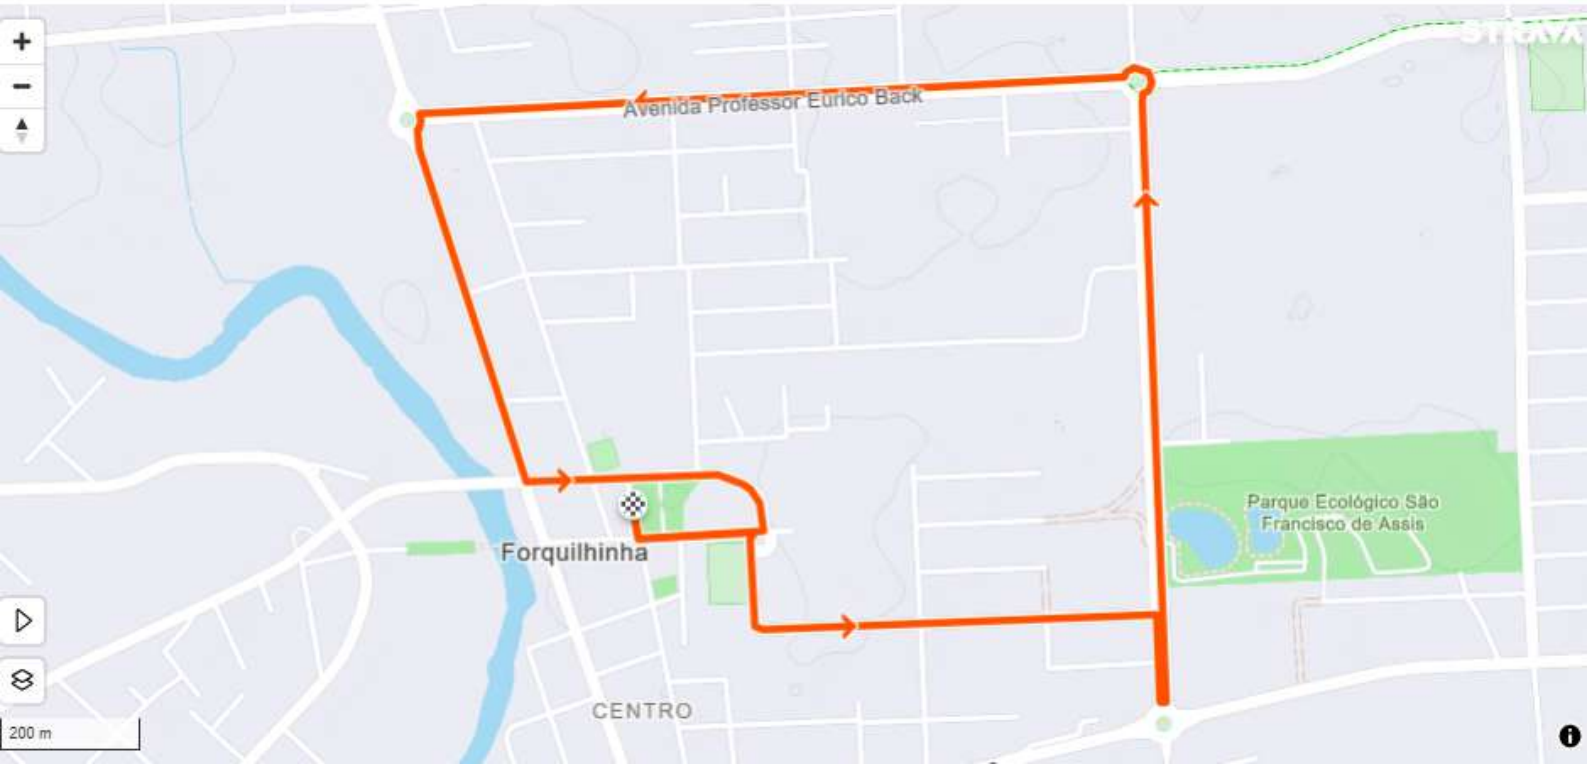 STRAVA
Avenida Professor Eurico Back
Parque Ecológico São
Francisco de Assis
Forquilhinha
CENTRO
200 m